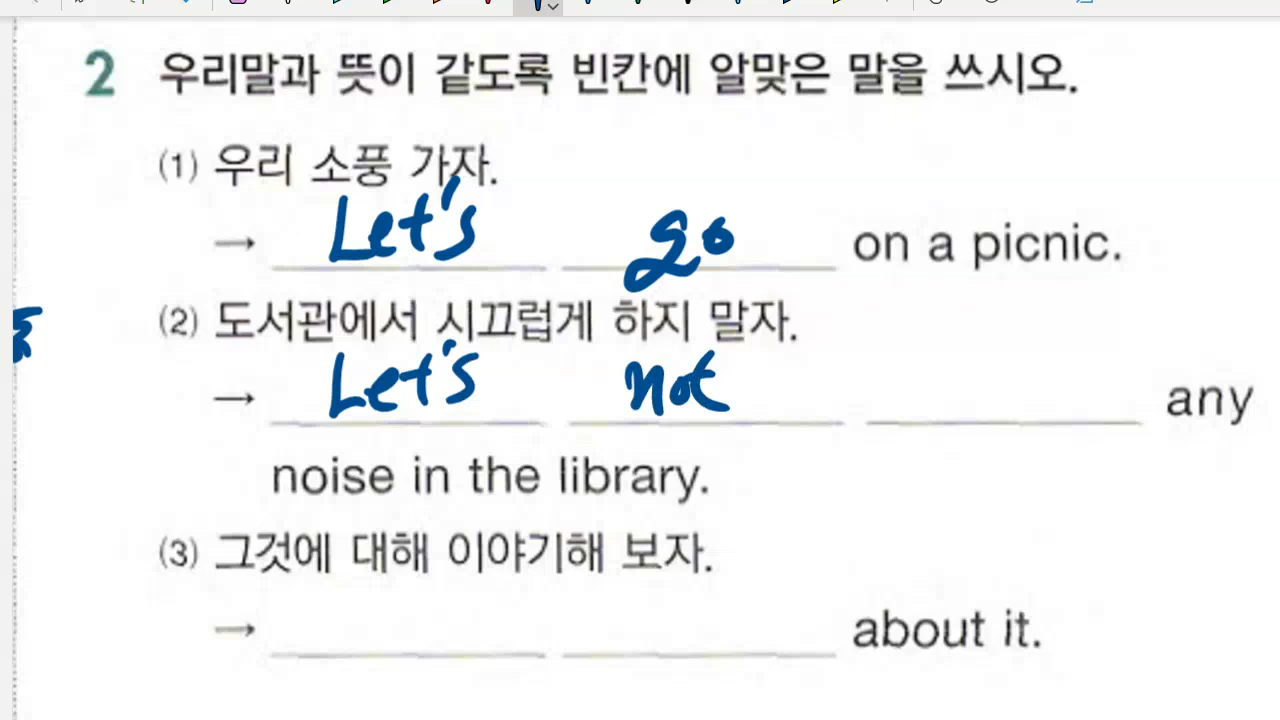 2 우리말과 뜻이 같도록 빈칸에 알맞은 말을 쓰시오.
(1) 우리 소풍 가자.
→ Let's go on a picnic.
(2) 도서관에서 시끄럽게 하지 말자.
→ Let's not any
noise in the library.
(3) 그것에 대해 이야기해 보자.
→ about it.